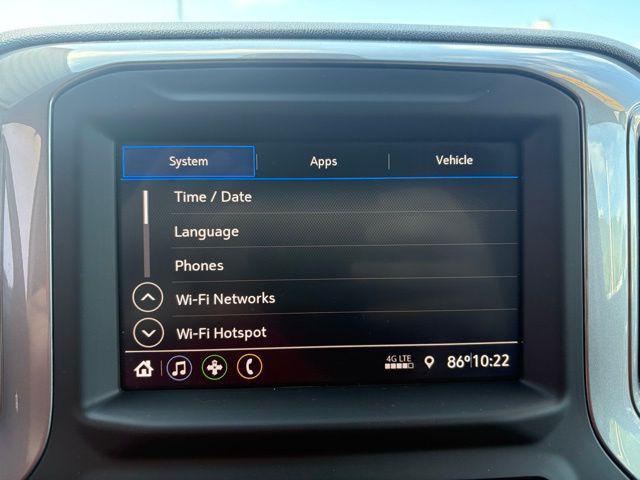 System Apps Vehicle
Time / Date
Language
Phones
Wi-Fi Networks
Wi-Fi Hotspot
4G LTE
86° 10:22